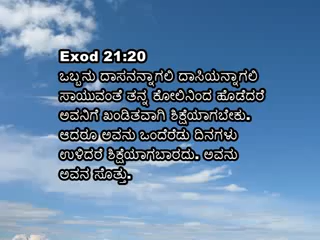 Exod 21:20
ಒಬ್ಬನು ದಾಸನನ್ನಾಗಲಿ ದಾಸಿಯನ್ನಾಗಲಿ
ಸಾಯುವಂತೆ ತನ್ನ ಕೋಲಿನಿಂದ ಹೊಡೆದರೆ
ಅವನಿಗೆ ಖಂಡಿತವಾಗಿ ಶಿಕ್ಷೆಯಾಗಬೇಕು.
ಆದರೂ ಅವನು ಒಂದೆರೆಡು ದಿನಗಳು
ಉಳಿದರೆ ಶಿಕ್ಷೆಯಾಗಬಾರದು. ಅವನು
ಅವನ ಸೊತ್ತು.